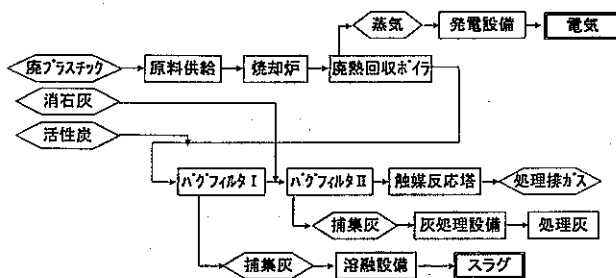 蒸気 発電設備 電気
廃プラスチック 原料供給 焼却炉 廃熱回収ボイラ
消石灰
活性炭
バグフィルタⅠ バグフィルタⅡ 触媒反応塔 処理排ガス
捕集灰 灰処理設備 処理灰
捕集灰 溶融設備 スラグ